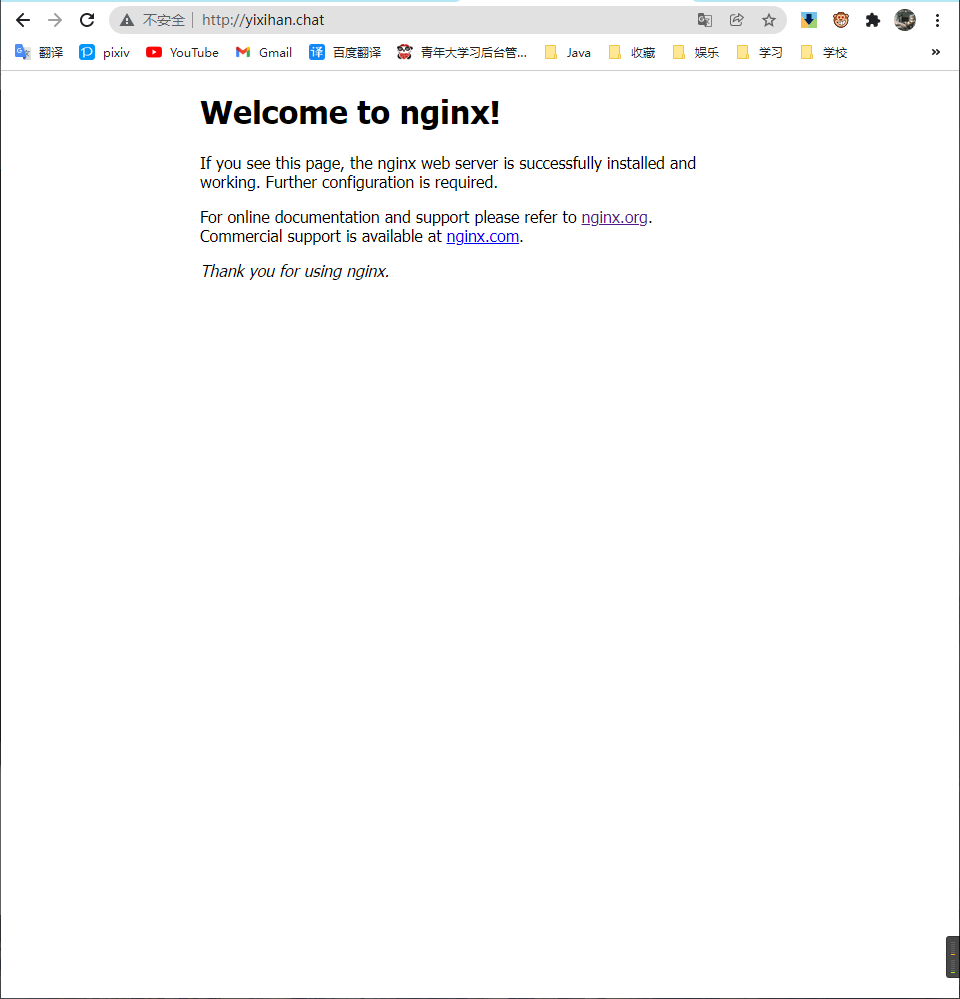 不安全 http://yixihan.chat
翻译 pixiv YouTube Gmail 译 百度翻译 青年大学习后台管... Java 收藏 娱乐 学习 学校 »
Welcome to nginx!
If you see this page, the nginx web server is successfully installed and
working. Further configuration is required.
For online documentation and support please refer to nginx.org.
Commercial support is available at nginx.com.
Thank you for using nginx.